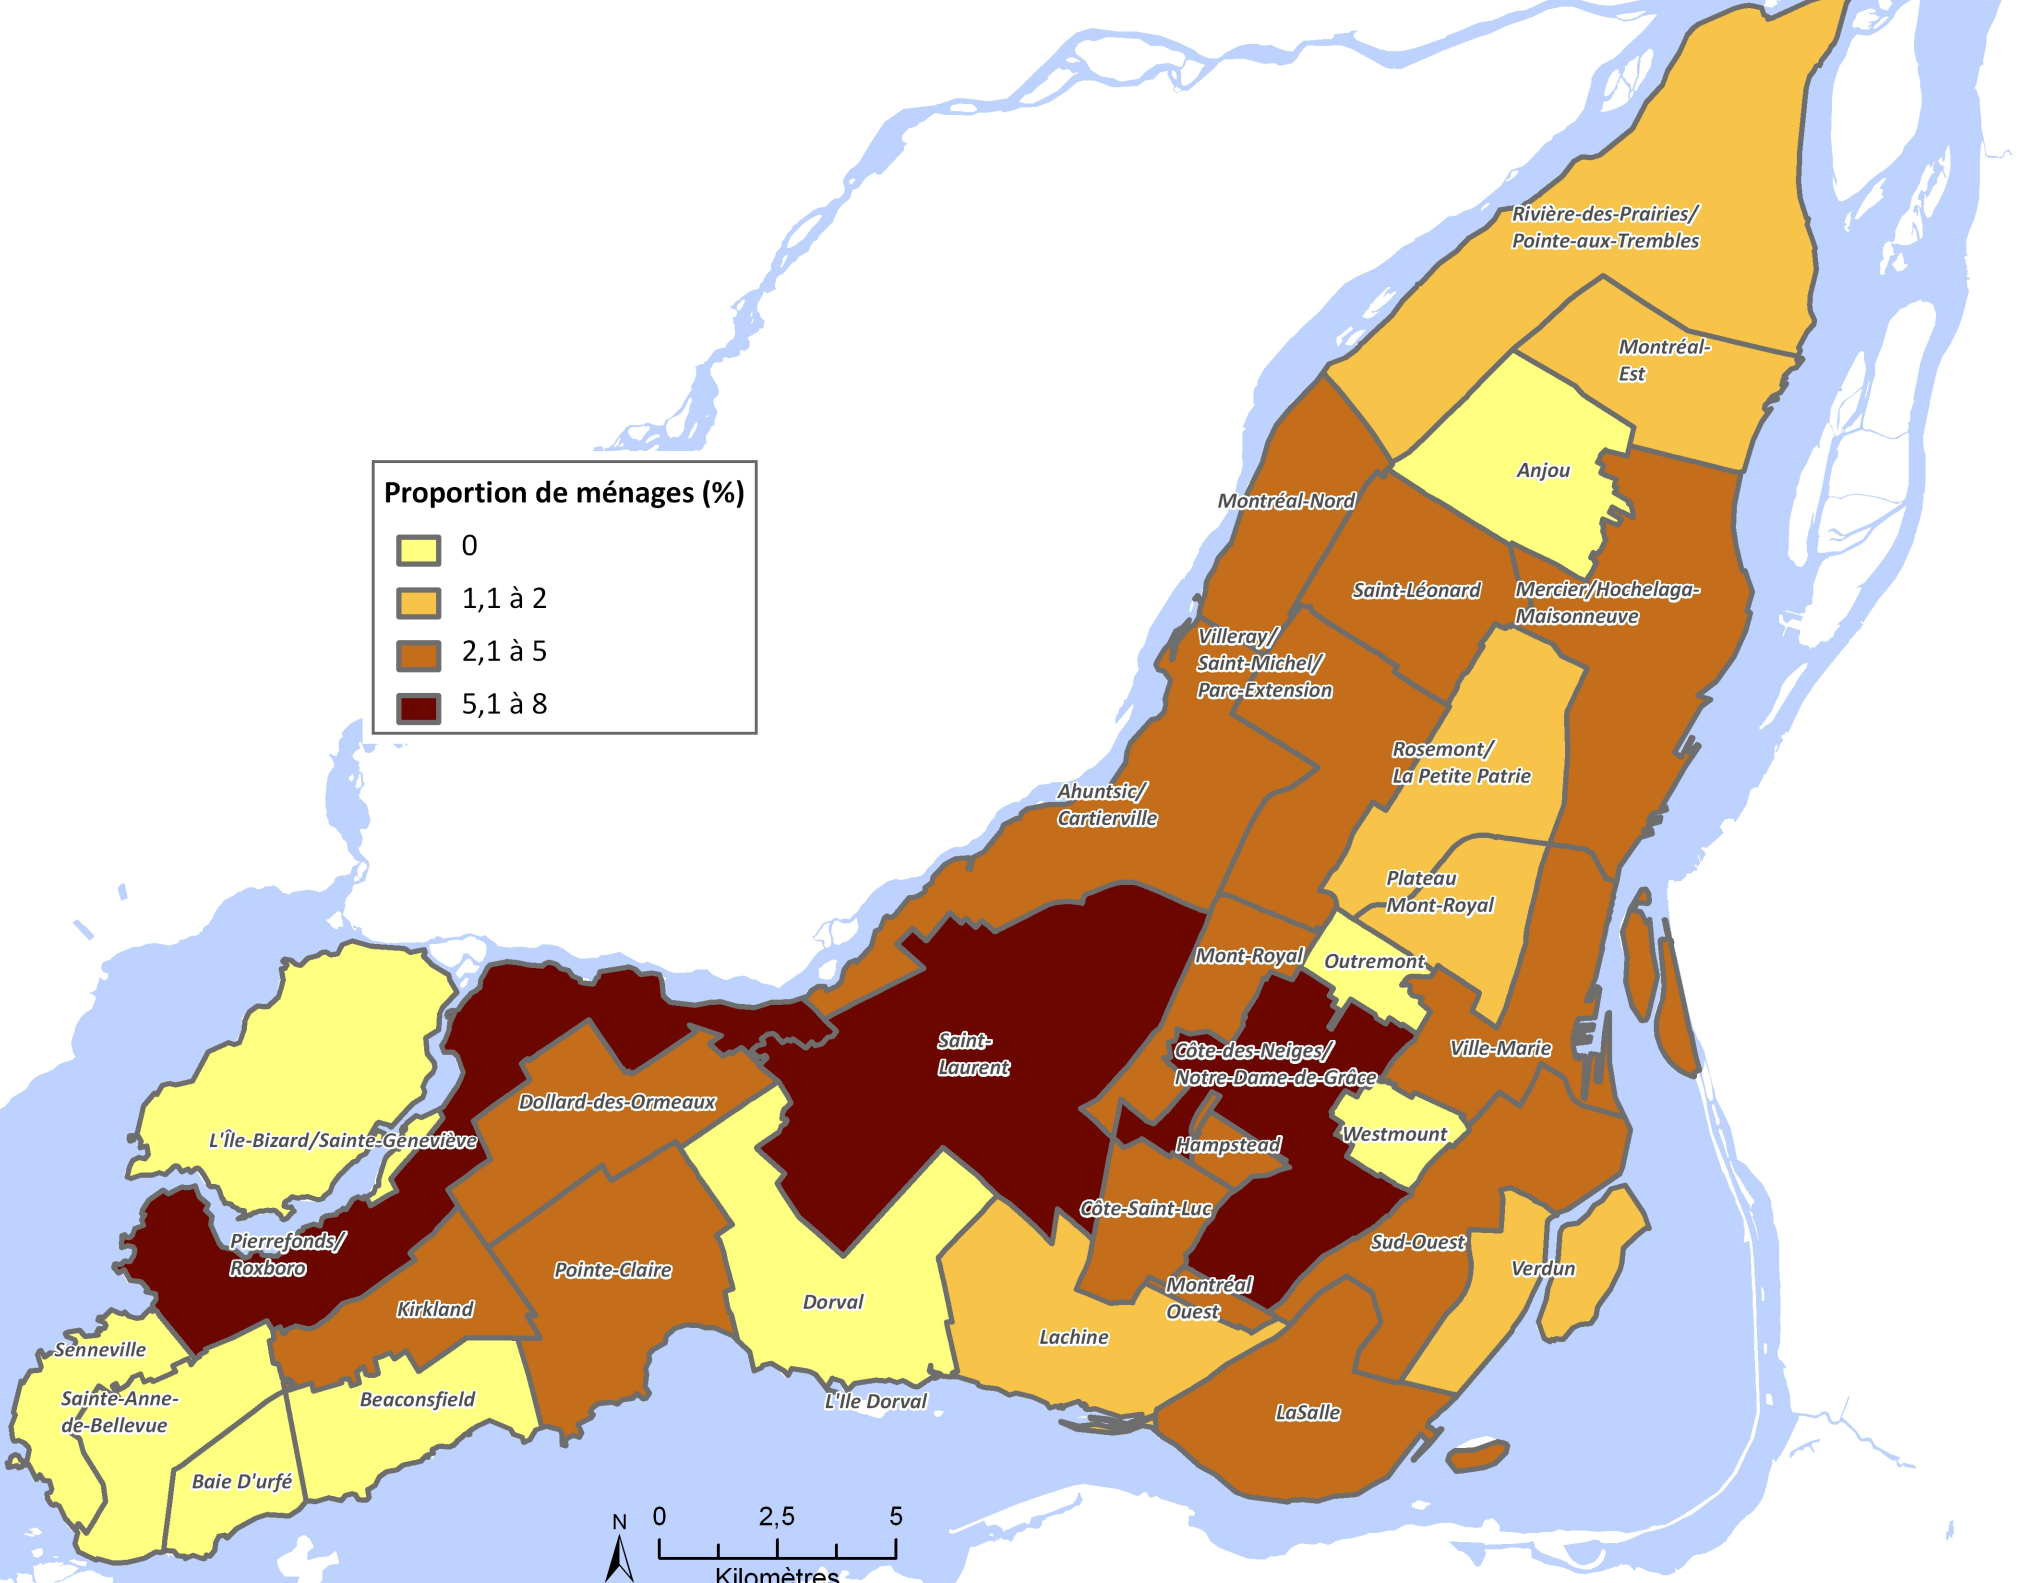 Rivière-des-Prairies/
Pointe-aux-Trembles
Montréal-
Est
Anjou
Proportion de ménages (%)
0
1,1 à 2
2,1 à 5
5,1 à 8
Montréal-Nord
Saint-Léonard
Mercier/Hochelaga-
Maisonneuve
Villeray/
Saint-Michel/
Parc-Extension
Rosemont/
La Petite Patrie
Ahuntsic/
Cartierville
Plateau
Mont-Royal
Mont-Royal
Outremont
Saint-
Laurent
Côte-des-Neiges/
Notre-Dame-de-Grâce
Ville-Marie
Dollard-des-Ormeaux
L'Île-Bizard/Sainte-Geneviève
Hampstead
Westmount
Côte-Saint-Luc
Pierrefonds/
Roxboro
Sud-Ouest
Pointe-Claire
Verdun
Kirkland
Dorval
Montréal
Ouest
Lachine
Senneville
Sainte-Anne-
de-Bellevue
Beaconsfield
L'Ile Dorval
LaSalle
Baie D'urfé
N
0 2,5 5
Kilomètres